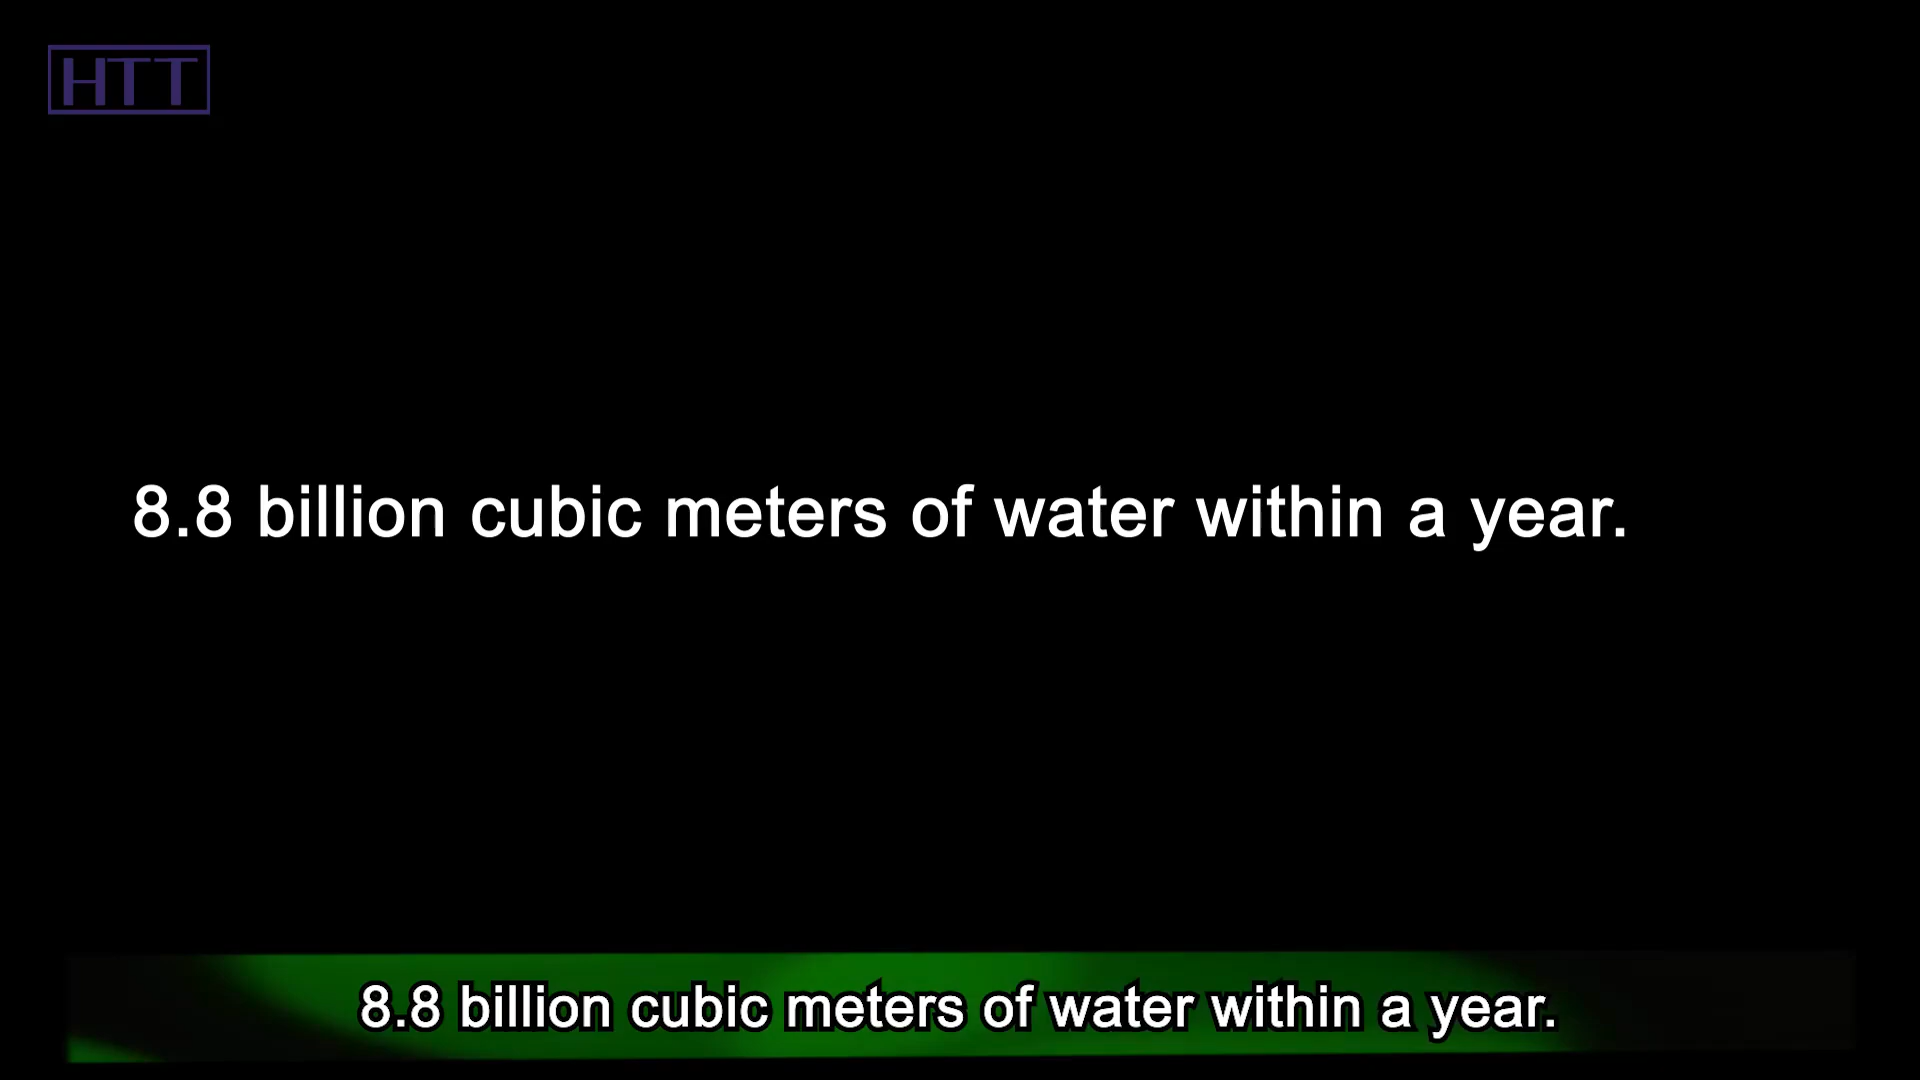 HTT
8.8 billion cubic meters of water within a year.
8.8 billion cubic meters of water within a year.